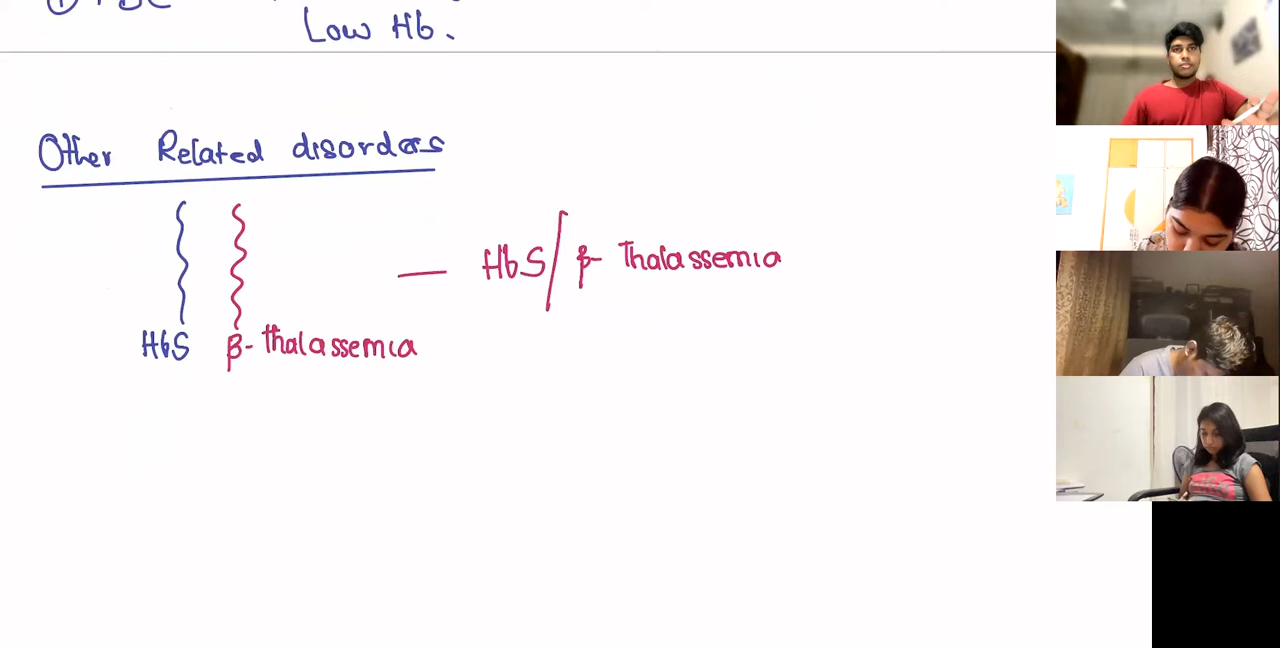 Low Hb.
Other Related disorders
HbS β- thalassemia
— HbS/β- Thalassemia